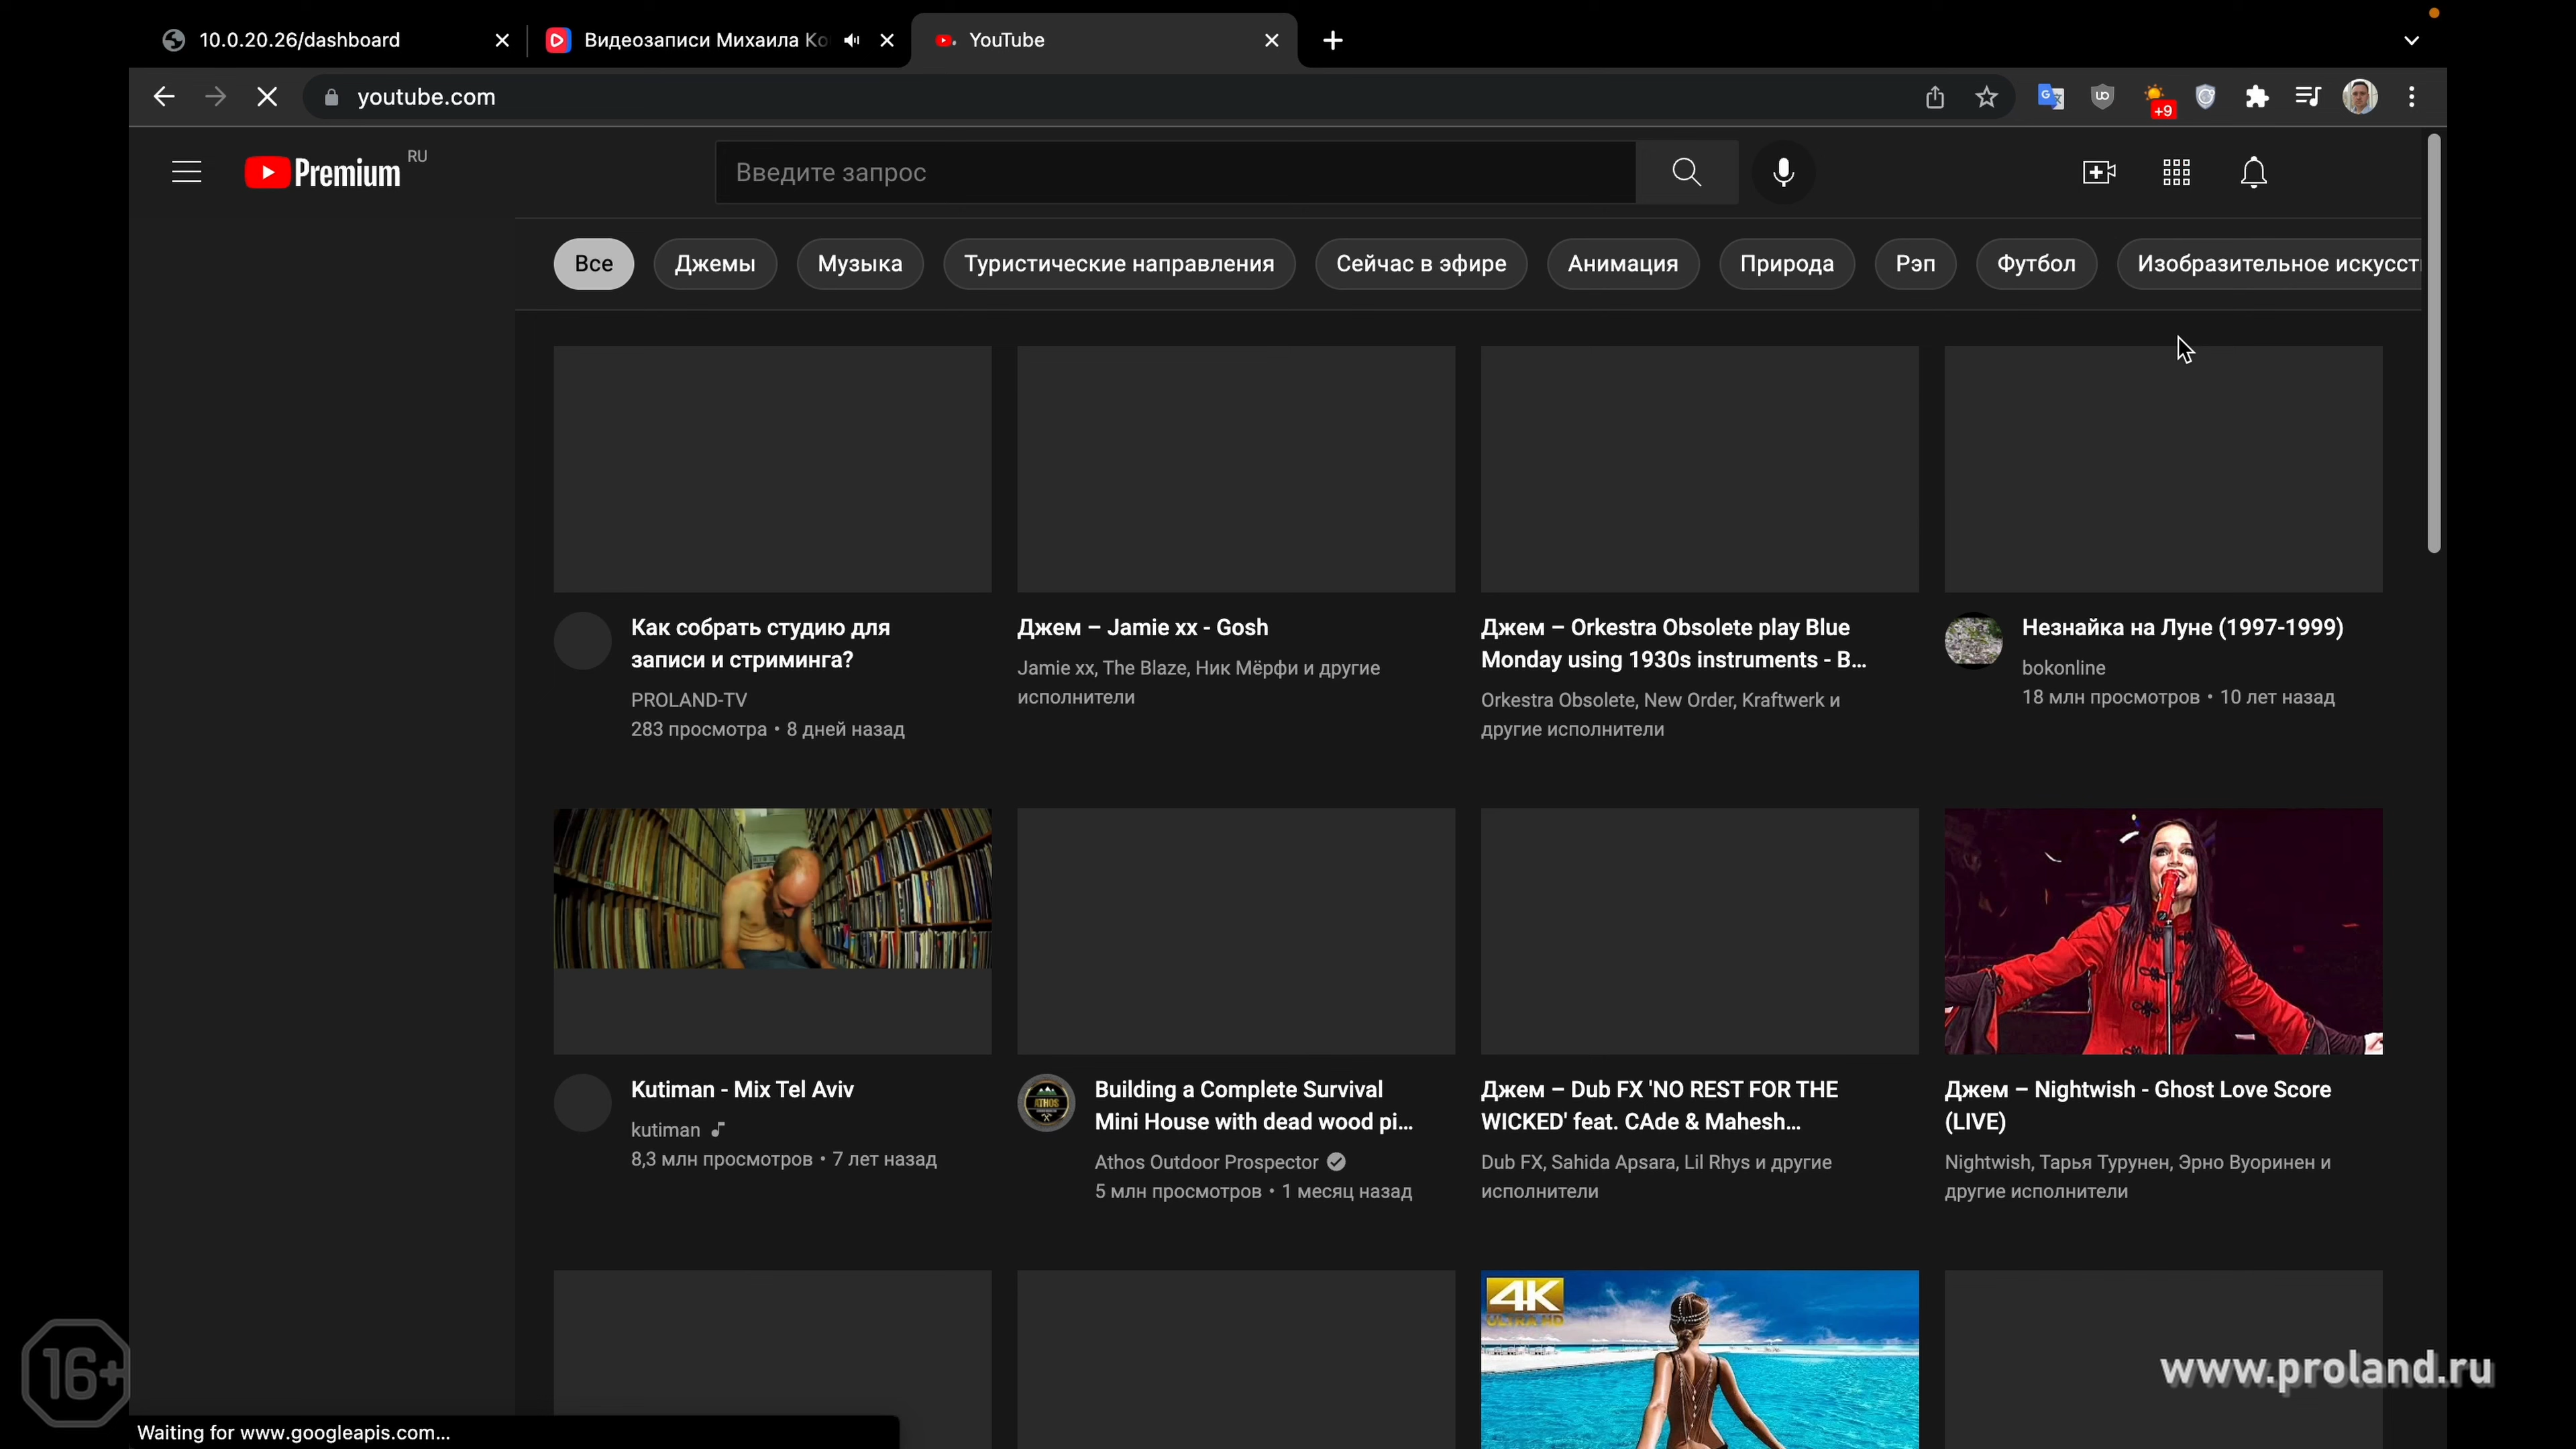 10.0.20.26/dashboard
Видеозаписи Михаила Ко
YouTube
youtube.com
+9
Premium RU
Введите запрос
Все
Джемы
Музыка
Туристические направления
Сейчас в эфире
Анимация
Природа
Рэп
Футбол
Изобразительное искусст
Как собрать студию для
записи и стриминга?
PROLAND-TV
283 просмотра • 8 дней назад
Джем – Jamie xx - Gosh
Jamie xx, The Blaze, Ник Мёрфи и другие
исполнители
Джем – Orkestra Obsolete play Blue
Monday using 1930s instruments - B...
Orkestra Obsolete, New Order, Kraftwerk и
другие исполнители
Незнайка на Луне (1997-1999)
bokonline
18 млн просмотров • 10 лет назад
Kutiman - Mix Tel Aviv
kutiman
8,3 млн просмотров • 7 лет назад
ATHOS
Building a Complete Survival
Mini House with dead wood pi...
Athos Outdoor Prospector
5 млн просмотров • 1 месяц назад
Джем – Dub FX 'NO REST FOR THE
WICKED' feat. CAde & Mahesh...
Dub FX, Sahida Apsara, Lil Rhys и другие
исполнители
Джем – Nightwish - Ghost Love Score
(LIVE)
Nightwish, Тарья Турунен, Эрно Вуоринен и
другие исполнители
4K
ULTRA HD
16+
www.proland.ru
Waiting for www.googleapis.com...